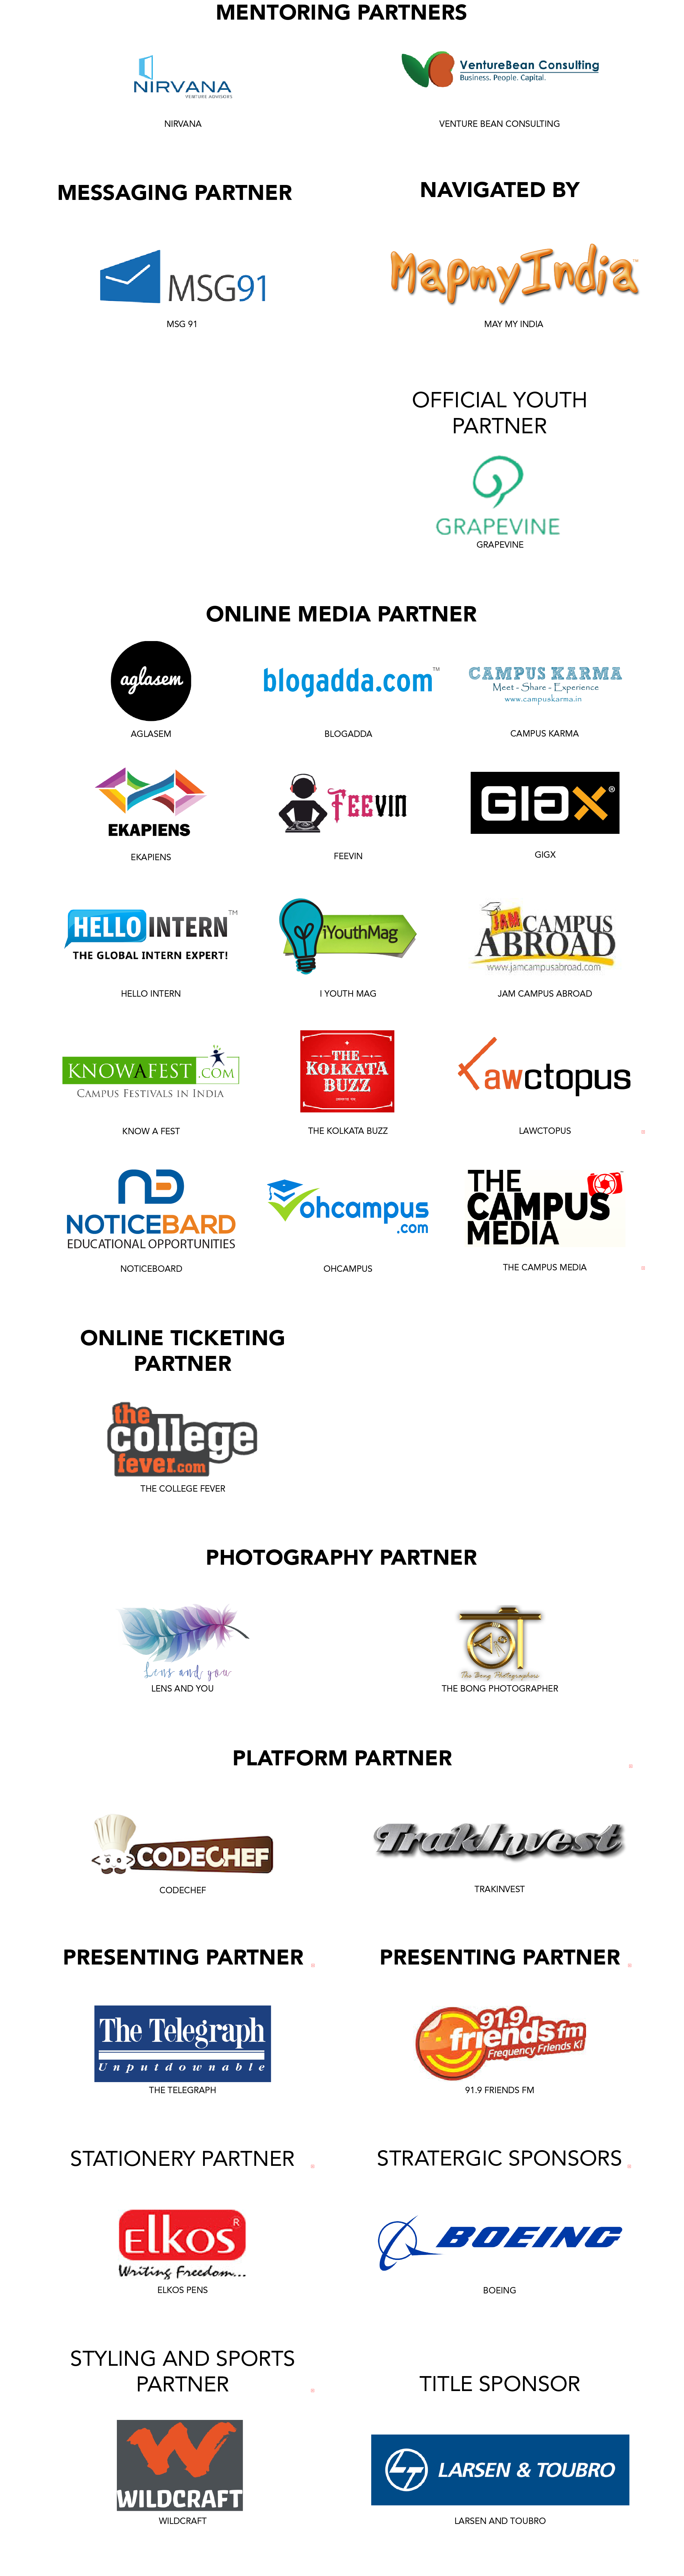 MENTORING PARTNERS
NIRVANA
VENTURE ADVISORS
NIRVANA
VentureBean Consulting
Business. People. Capital.
VENTURE BEAN CONSULTING
MESSAGING PARTNER
MSG91
MSG 91
NAVIGATED BY
MapmyIndia
MAY MY INDIA
OFFICIAL YOUTH
PARTNER
GRAPEVINE
GRAPEVINE
ONLINE MEDIA PARTNER
aglasem
AGLASEM
blogadda.com TM
BLOGADDA
CAMPUS KARMA
Meet - Share - Experience
www.campuskarma.in
CAMPUS KARMA
EKAPIENS
EKAPIENS
FEEVIN
FEEVIN
GIGX ®
GIGX
HELLO INTERN TM
THE GLOBAL INTERN EXPERT!
HELLO INTERN
iYouthMag
I YOUTH MAG
JAM CAMPUS
ABROAD
www.jamcampusabroad.com
JAM CAMPUS ABROAD
KNOWAFEST.COM
CAMPUS FESTIVALS IN INDIA
KNOW A FEST
THE
KOLKATA
BUZZ
THE KOLKATA BUZZ
Lawctopus
LAWCTOPUS
NOTICEBARD
EDUCATIONAL OPPORTUNITIES
NOTICEBOARD
ohcampus
.com
OHCAMPUS
THE
CAMPUS
MEDIA
THE CAMPUS MEDIA
ONLINE TICKETING
PARTNER
the
college
fever.com
THE COLLEGE FEVER
PHOTOGRAPHY PARTNER
Lens and you
LENS AND YOU
The Bong Photographers
THE BONG PHOTOGRAPHER
PLATFORM PARTNER
CODECHEF
CODECHEF
TrakInvest
TRAKINVEST
PRESENTING PARTNER
The Telegraph
Unputdownable
THE TELEGRAPH
PRESENTING PARTNER
91.9
friends fm
Frequency Friends Ki
91.9 FRIENDS FM
STATIONERY PARTNER
elkos R
Writing Freedom...
ELKOS PENS
STRATERGIC SPONSORS
BOEING
BOEING
STYLING AND SPORTS
PARTNER
WILDCRAFT
WILDCRAFT
TITLE SPONSOR
LARSEN & TOUBRO
LARSEN AND TOUBRO